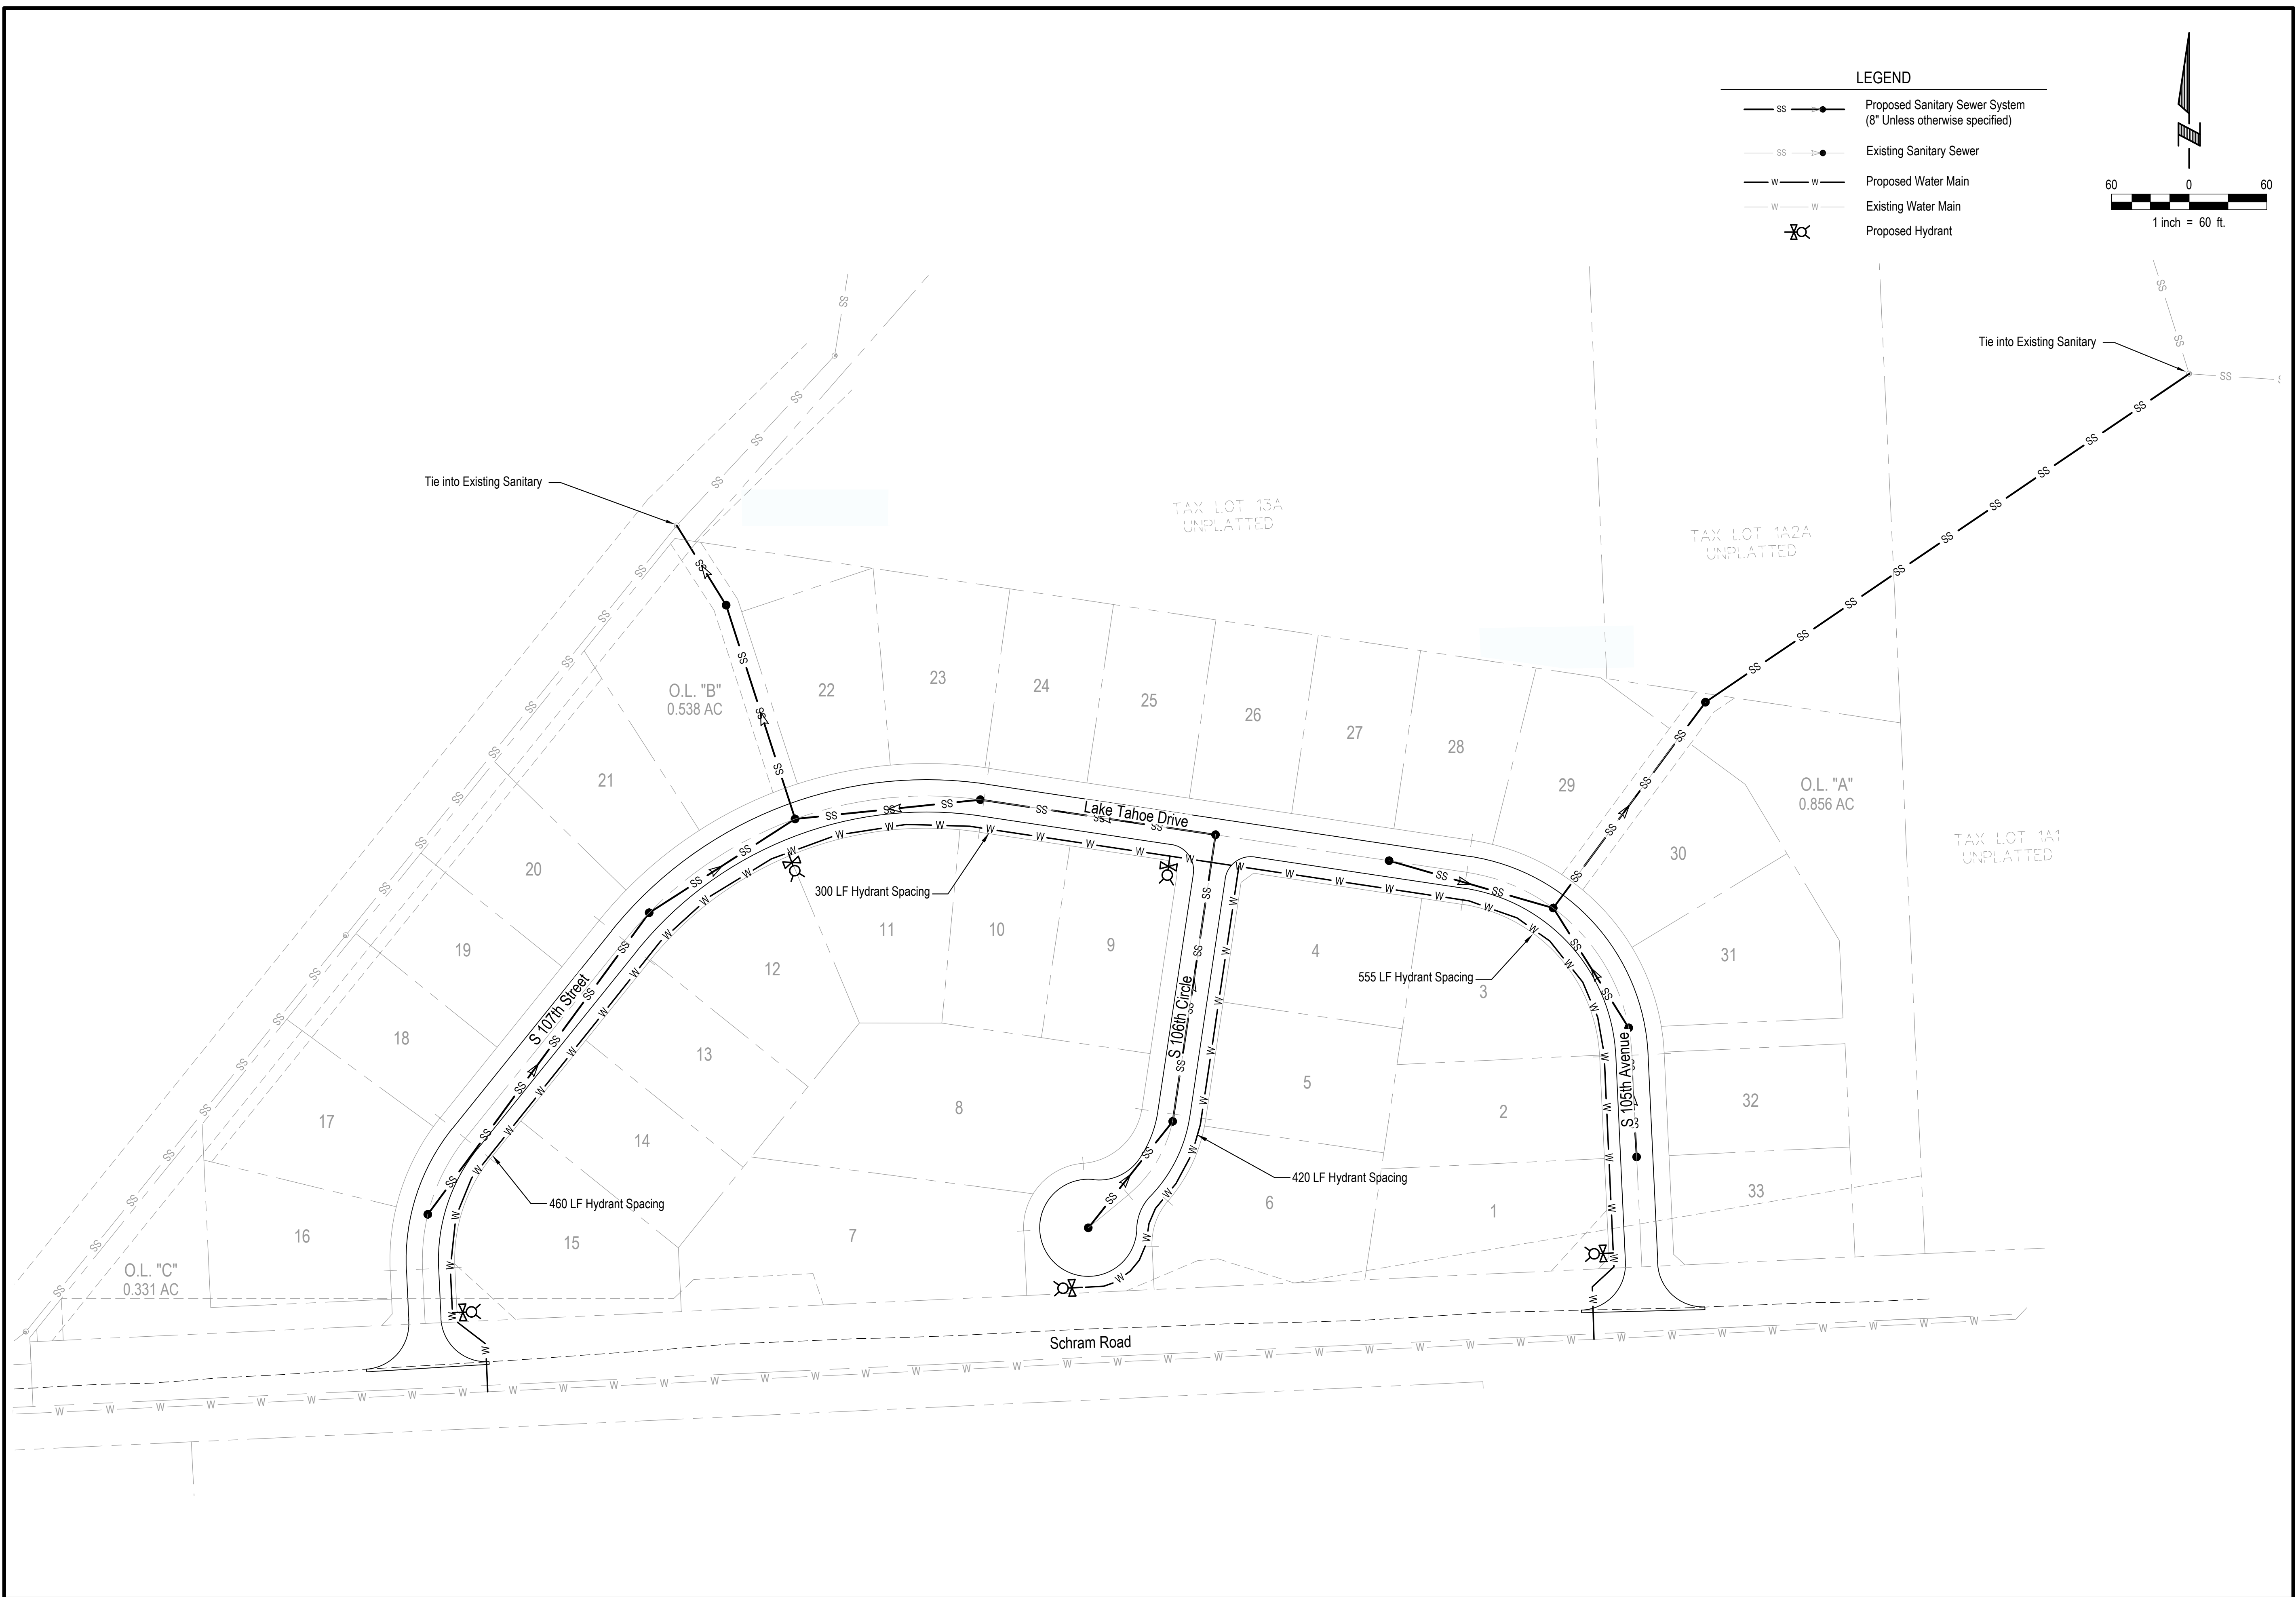 LEGEND
SS
Proposed Sanitary Sewer System
(8" Unless otherwise specified)
SS
Existing Sanitary Sewer
W W
Proposed Water Main
W W
Existing Water Main
Proposed Hydrant
60 0 60
1 inch = 60 ft.
Tie into Existing Sanitary
Tie into Existing Sanitary
TAX LOT 13A
UNPLATTED
TAX LOT 1A2A
UNPLATTED
O.L. "B"
0.538 AC
22
23
24
25
26
27
28
29
21
O.L. "A"
0.856 AC
TAX LOT 1A1
UNPLATTED
Lake Tahoe Drive
30
20
300 LF Hydrant Spacing
11
10
9
19
12
4
31
555 LF Hydrant Spacing
3
S 107th Street
S 106th Circle
18
13
S 105th Avenue
5
17
8
2
32
14
420 LF Hydrant Spacing
460 LF Hydrant Spacing
33
6
1
16
15
7
O.L. "C"
0.331 AC
Schram Road